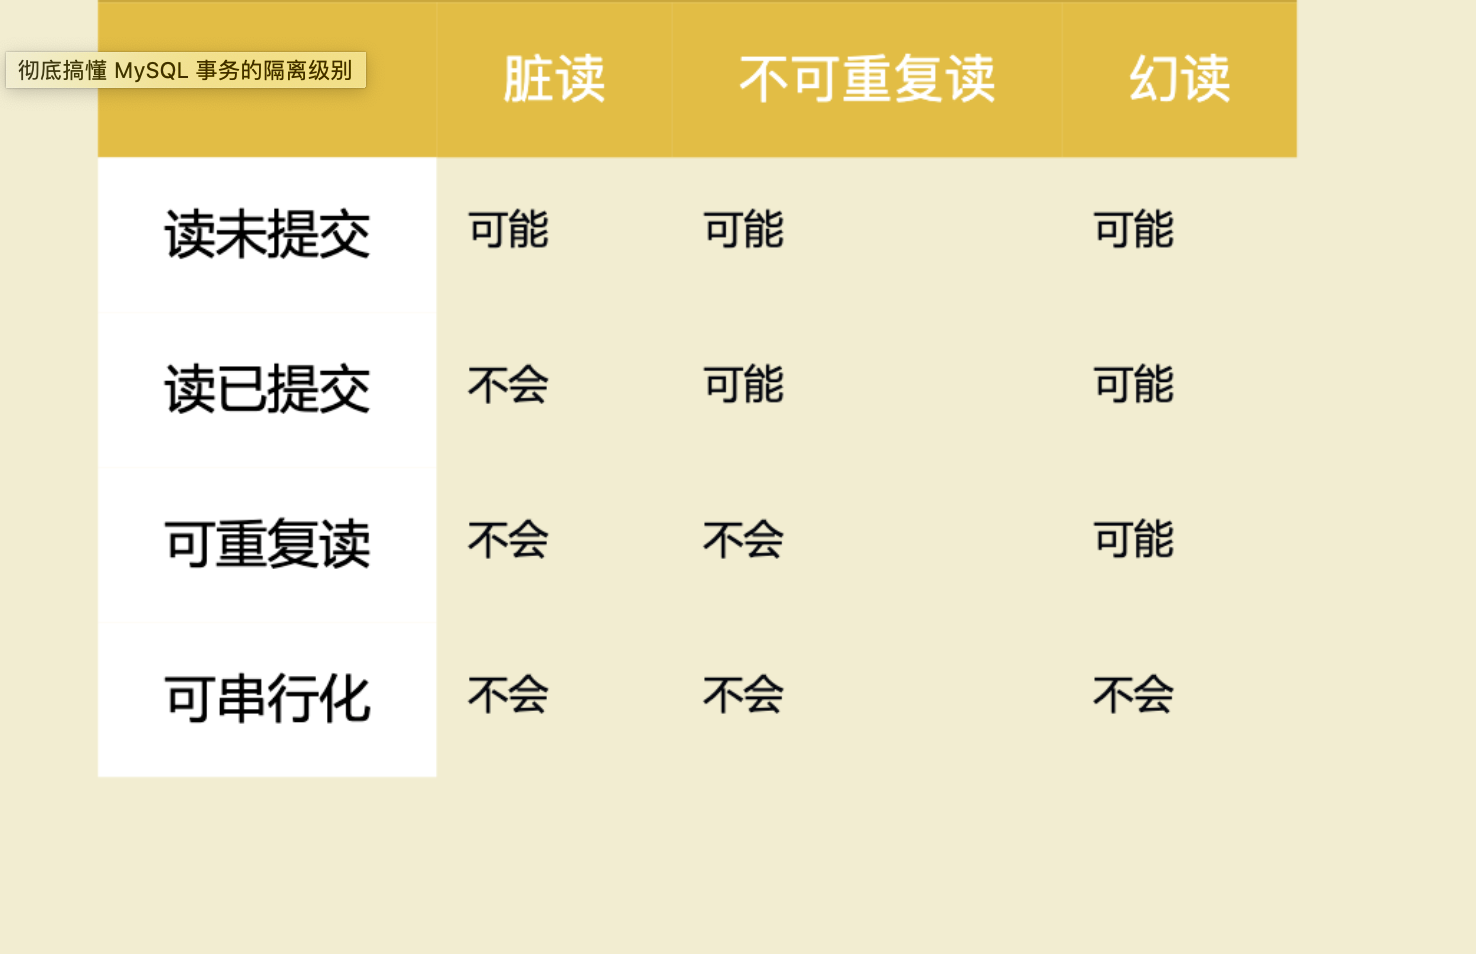 彻底搞懂 MySQL 事务的隔离级别
脏读 不可重复读 幻读
读未提交 可能 可能 可能
读已提交 不会 可能 可能
可重复读 不会 不会 可能
可串行化 不会 不会 不会